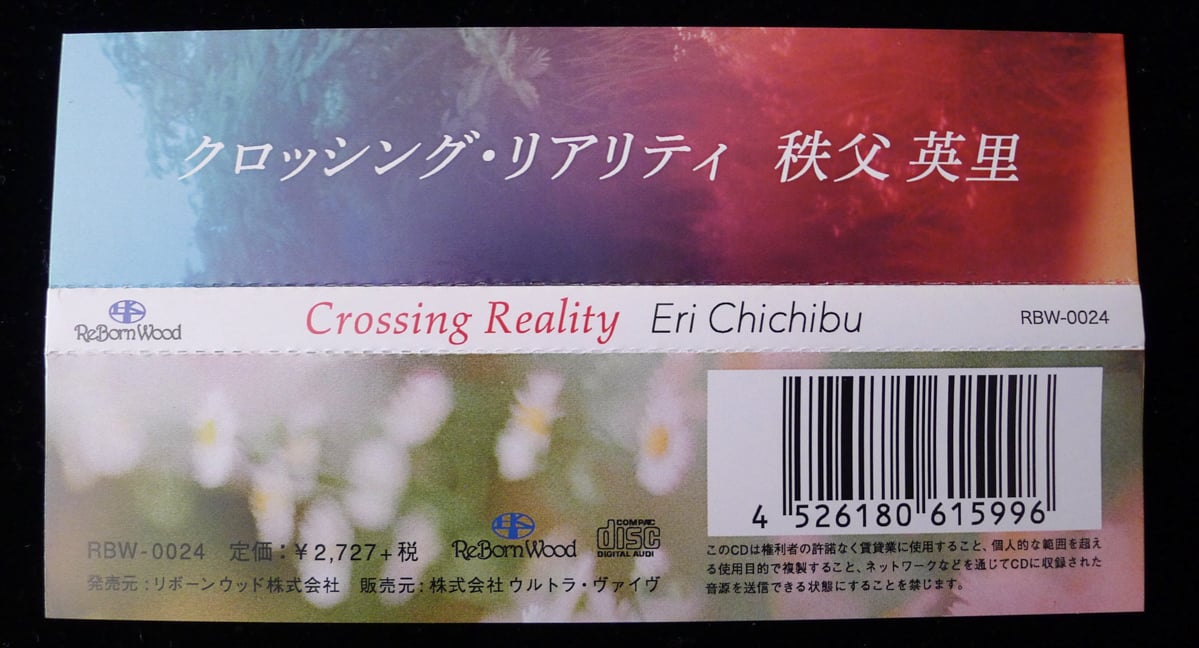 クロッシング・リアリティ 秩父 英里
ReBornWood
Crossing Reality Eri Chichibu
RBW-0024
4 526180 615996
RBW-0024 定価：￥2,727+税
ReBornWood
COMPAC
disc
DIGITAL AUDI
発売元：リボーンウッド株式会社 販売元：株式会社ウルトラ・ヴァイヴ
このCDは権利者の許諾なく賃貸業に使用すること、個人的な範囲を超え
る使用目的で複製すること、ネットワークなどを通じてCDに収録された
音源を送信できる状態にすることを禁じます。